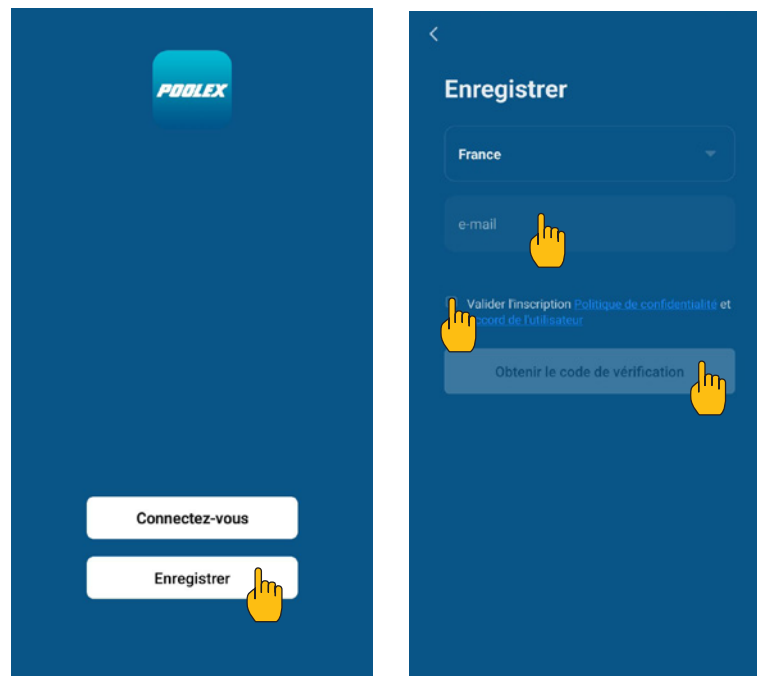 POOLEX
Connectez-vous
Enregistrer
Enregistrer
France
e-mail
Valider l'inscription Politique de confidentialité et
ccord de l'utilisateur
Obtenir le code de vérification